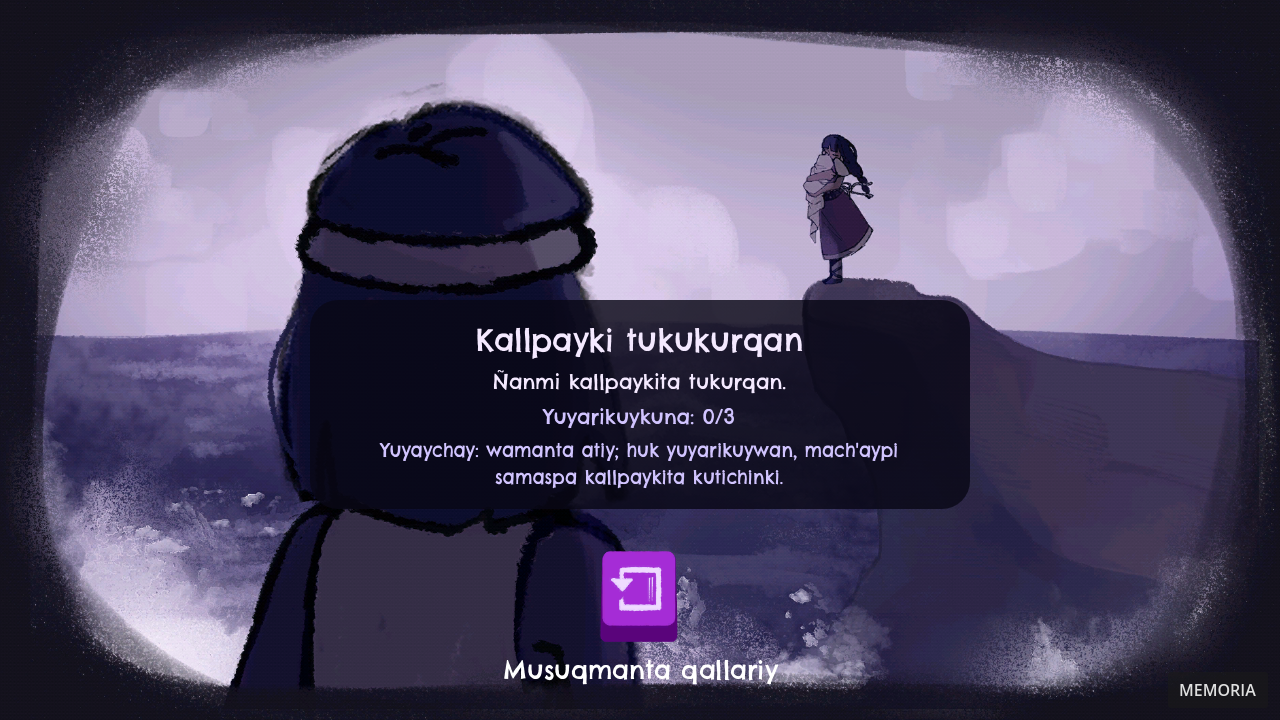 Kallpayki tukukurqan
Ñanmi kallpaykita tukurqan.
Yuyarikuykuna: 0/3
Yuyaychay: wamanta atiy; huk yuyarikuywan, mach'aypi
samaspa kallpaykita kutichinki.
Musuqmanta qallariy
MEMORIA